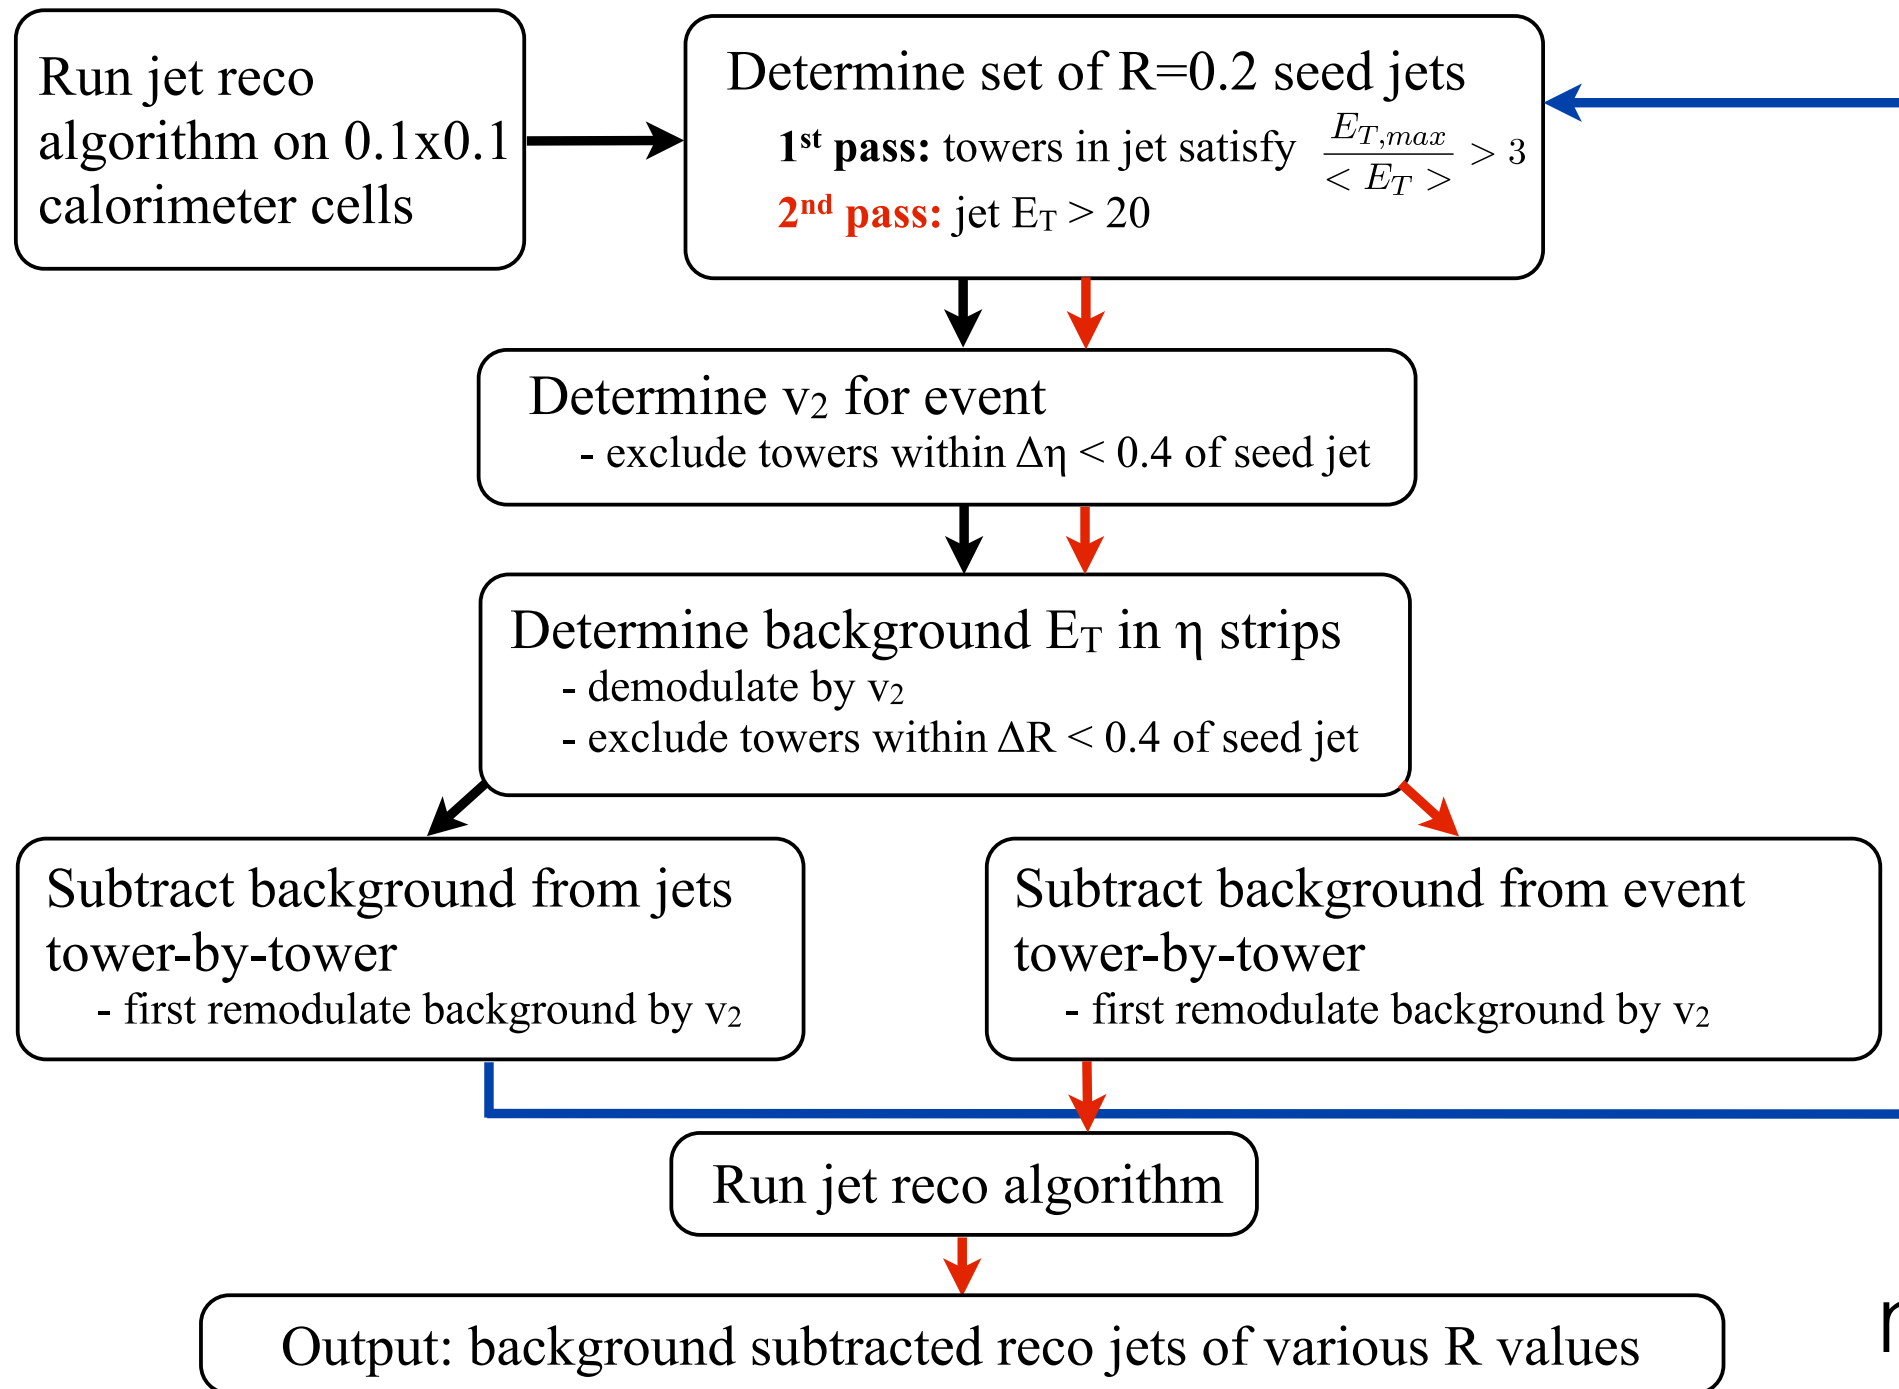 Run jet reco
algorithm on 0.1x0.1
calorimeter cells
Determine set of R=0.2 seed jets
1st pass: towers in jet satisfy E_{T,max} / < E_T > > 3
2nd pass: jet E_T > 20
Determine v₂ for event
- exclude towers within Δη < 0.4 of seed jet
Determine background E_T in η strips
- demodulate by v₂
- exclude towers within ΔR < 0.4 of seed jet
Subtract background from jets
tower-by-tower
- first remodulate background by v₂
Subtract background from event
tower-by-tower
- first remodulate background by v₂
Run jet reco algorithm
Output: background subtracted reco jets of various R values